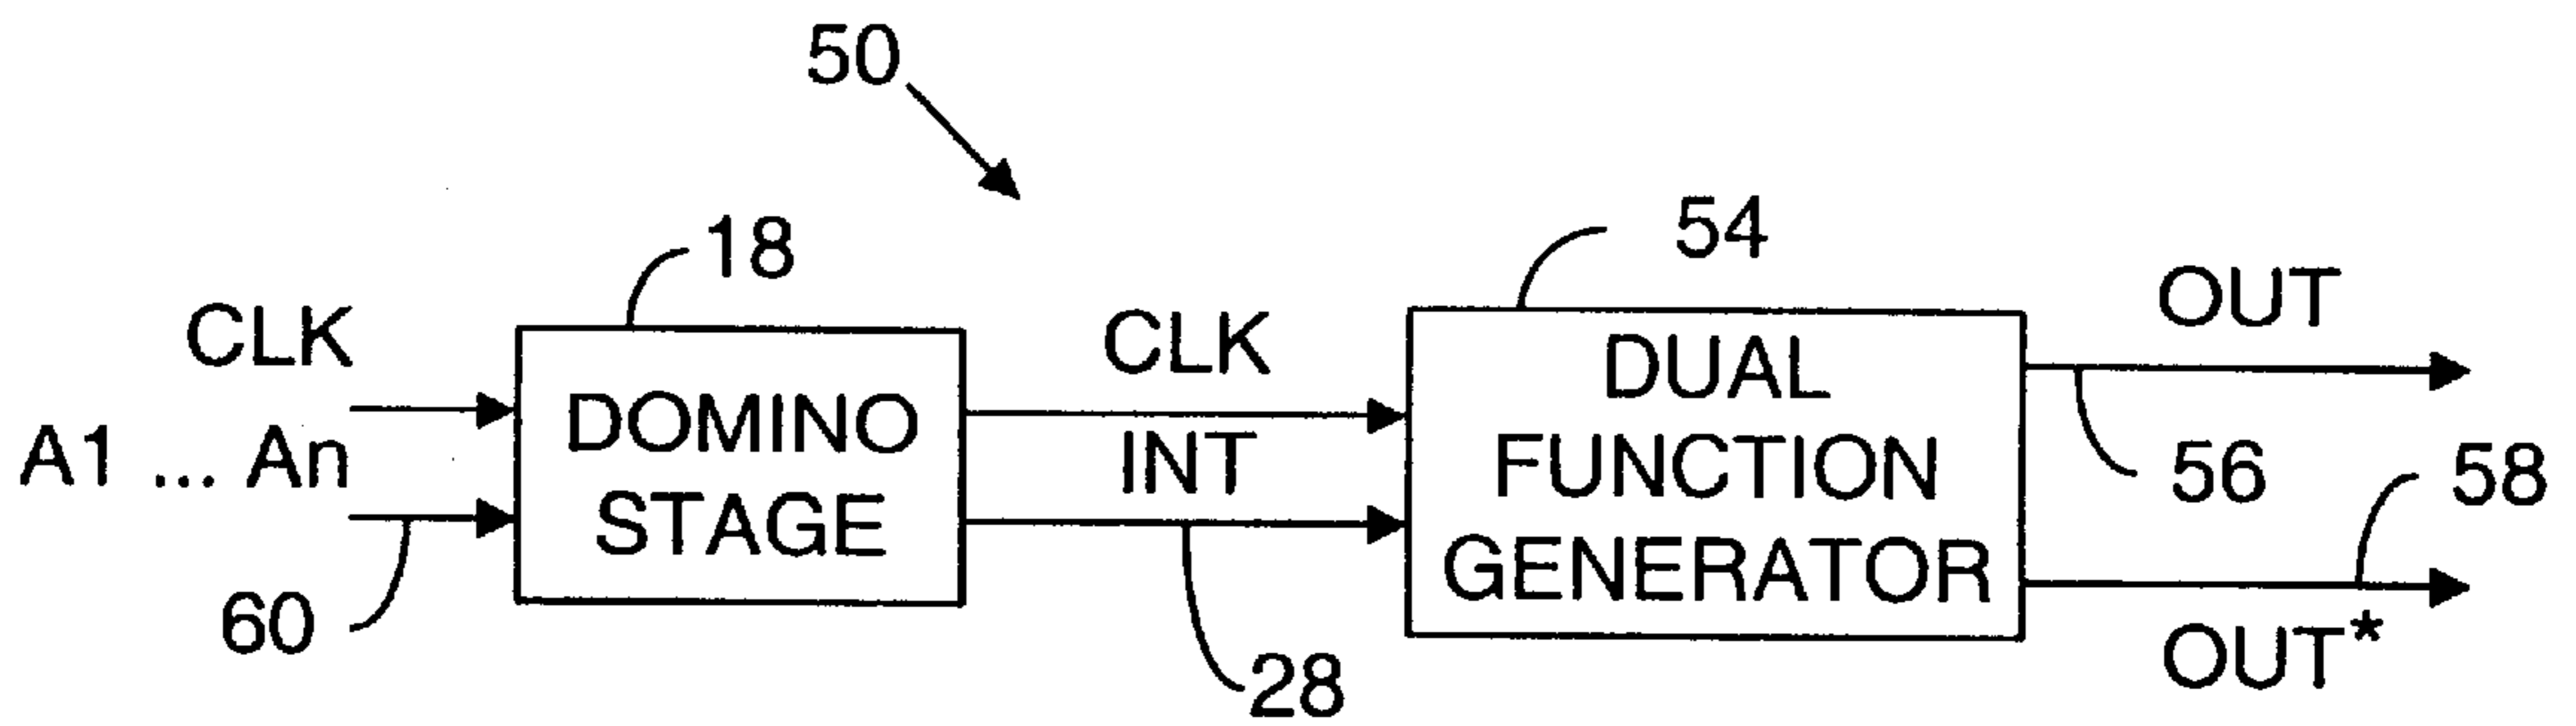 50
18
54
CLK
A1 ... An
60
DOMINO
STAGE
CLK
INT
28
DUAL
FUNCTION
GENERATOR
OUT
56
58
OUT*